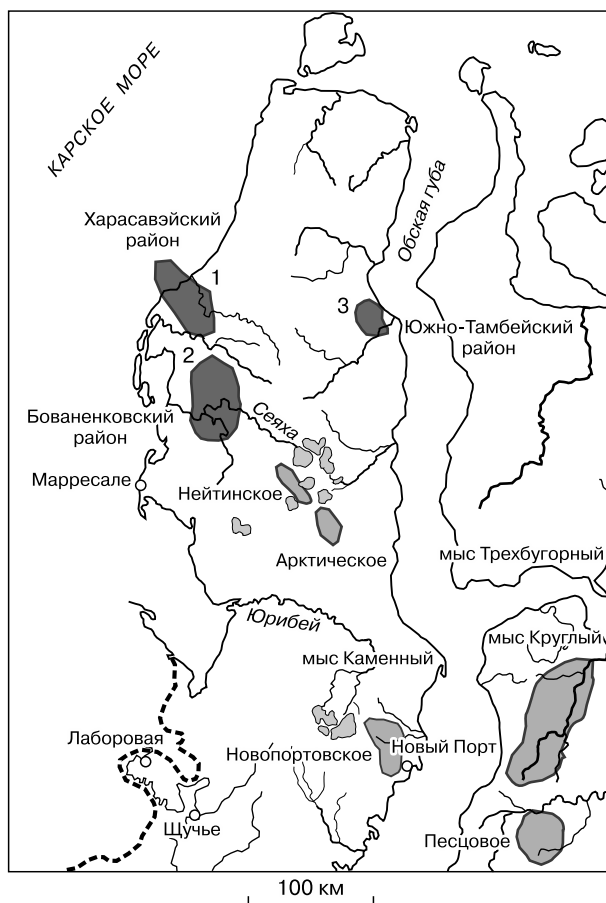 КАРСКОЕ МОРЕ
Обская губа
Харасавэйский
район
1
3
Южно-Тамбейский
район
2
Бованенковский
район
Сеяха
Марресале
Нейтинское
Арктическое
мыс Трехбугорный
Юрибей
мыс Круглый
мыс Каменный
Лаборовая
Новопортовское
Новый Порт
Щучье
Песцовое
100 км